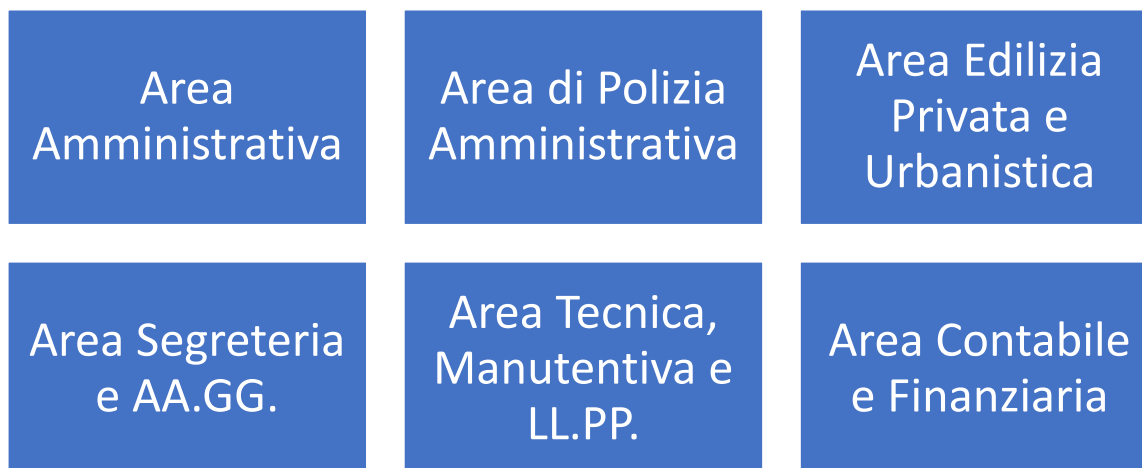 Area
Amministrativa
Area di Polizia
Amministrativa
Area Edilizia
Privata e
Urbanistica
Area Segreteria
e AA.GG.
Area Tecnica,
Manutentiva e
LL.PP.
Area Contabile
e Finanziaria